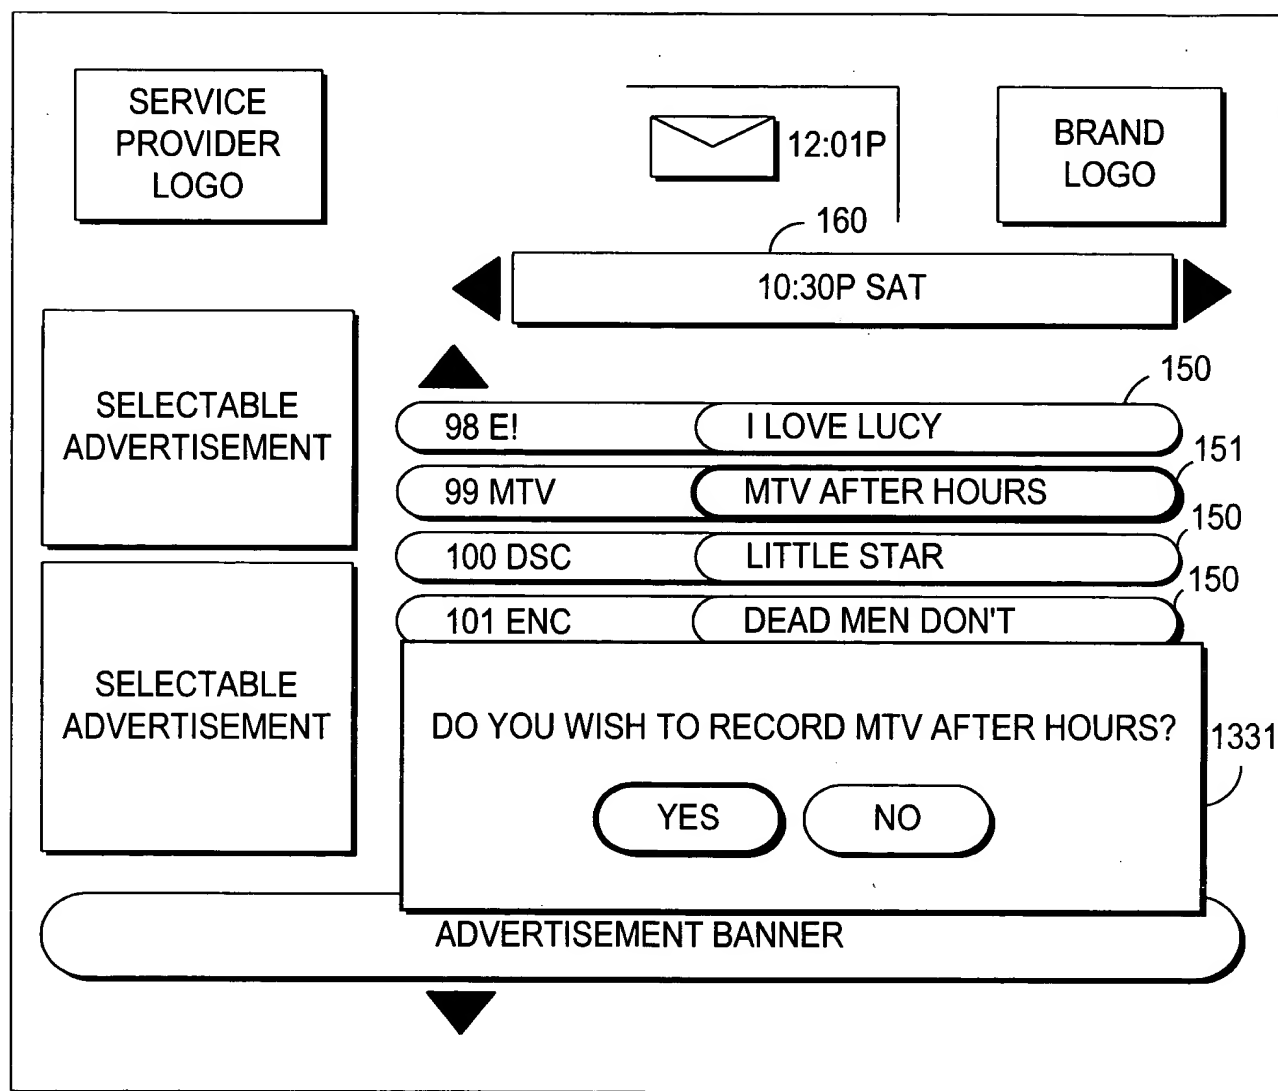 SERVICE
PROVIDER
LOGO
12:01P
BRAND
LOGO
160
10:30P SAT
SELECTABLE
ADVERTISEMENT
150
98 E! I LOVE LUCY
151
99 MTV MTV AFTER HOURS
150
100 DSC LITTLE STAR
150
101 ENC DEAD MEN DON'T
SELECTABLE
ADVERTISEMENT
DO YOU WISH TO RECORD MTV AFTER HOURS?
1331
YES NO
ADVERTISEMENT BANNER